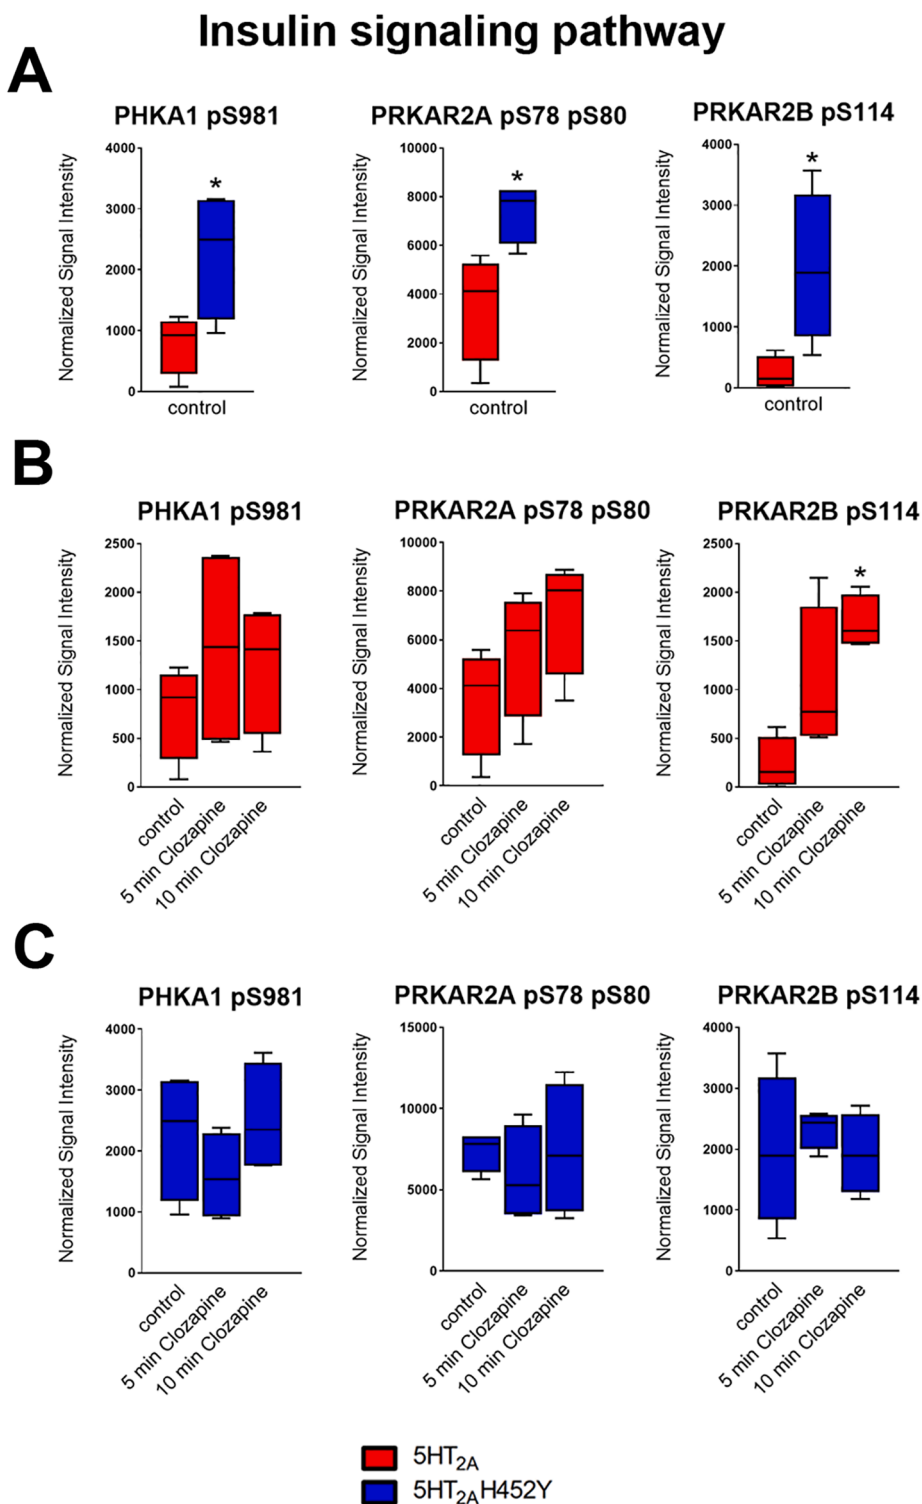 Insulin signaling pathway
A
PHKA1 pS981
PRKAR2A pS78 pS80
PRKAR2B pS114
Normalized Signal Intensity
4000
3000
2000
1000
0
*
control
Normalized Signal Intensity
10000
8000
6000
4000
2000
0
*
control
Normalized Signal Intensity
4000
3000
2000
1000
0
*
control
B
PHKA1 pS981
PRKAR2A pS78 pS80
PRKAR2B pS114
Normalized Signal Intensity
2500
2000
1500
1000
500
0
control
5 min Clozapine
10 min Clozapine
Normalized Signal Intensity
10000
8000
6000
4000
2000
0
control
5 min Clozapine
10 min Clozapine
Normalized Signal Intensity
2500
2000
1500
1000
500
0
*
control
5 min Clozapine
10 min Clozapine
C
PHKA1 pS981
PRKAR2A pS78 pS80
PRKAR2B pS114
Normalized Signal Intensity
4000
3000
2000
1000
0
control
5 min Clozapine
10 min Clozapine
Normalized Signal Intensity
15000
10000
5000
0
control
5 min Clozapine
10 min Clozapine
Normalized Signal Intensity
4000
3000
2000
1000
0
control
5 min Clozapine
10 min Clozapine
5HT2A
5HT2AH452Y